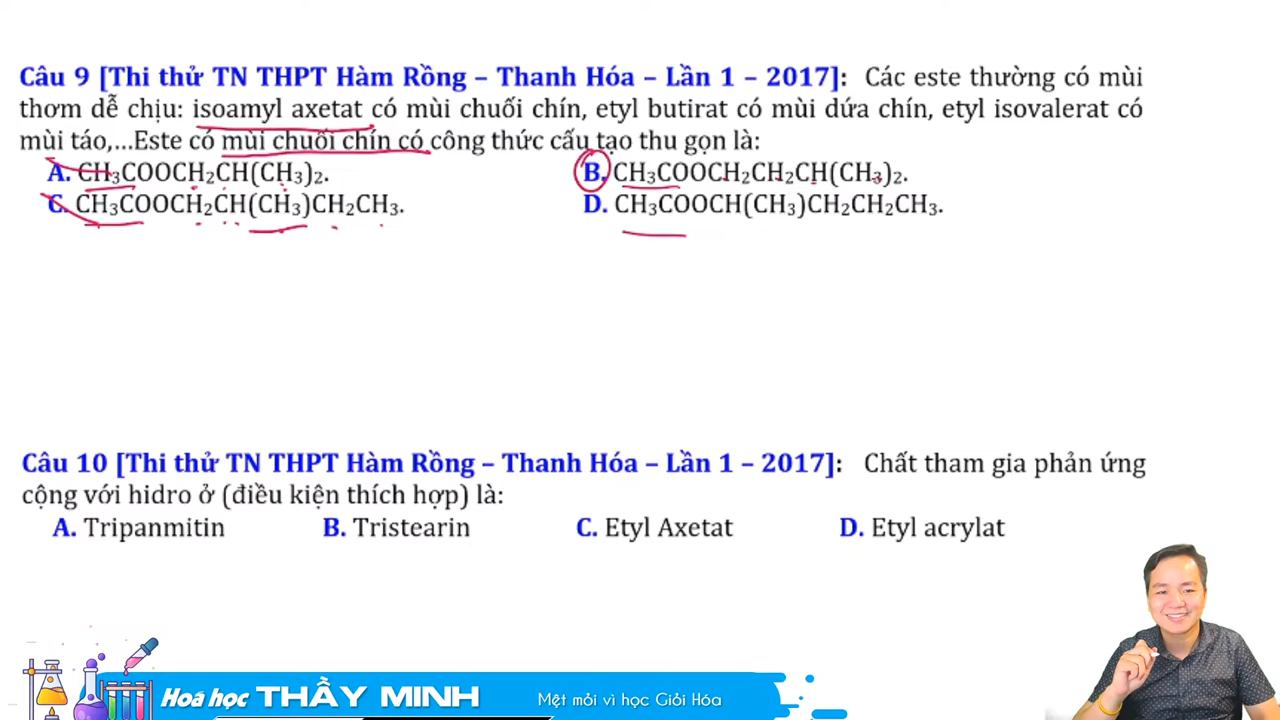 Câu 9 [Thi thử TN THPT Hàm Rồng – Thanh Hóa – Lần 1 – 2017]: Các este thường có mùi
thơm dễ chịu: isoamyl axetat có mùi chuối chín, etyl butirat có mùi dứa chín, etyl isovalerat có
mùi táo,...Este có mùi chuối chín có công thức cấu tạo thu gọn là:
A. CH₃COOCH₂CH(CH₃)₂. B. CH₃COOCH₂CH₂CH(CH₃)₂.
C. CH₃COOCH₂CH(CH₃)CH₂CH₃. D. CH₃COOCH(CH₃)CH₂CH₂CH₃.
Câu 10 [Thi thử TN THPT Hàm Rồng – Thanh Hóa – Lần 1 – 2017]: Chất tham gia phản ứng
cộng với hidro ở (điều kiện thích hợp) là:
A. Tripanmitin B. Tristearin C. Etyl Axetat D. Etyl acrylat
Hoá học THẦY MINH Mệt mỏi vì học Giỏi Hóa